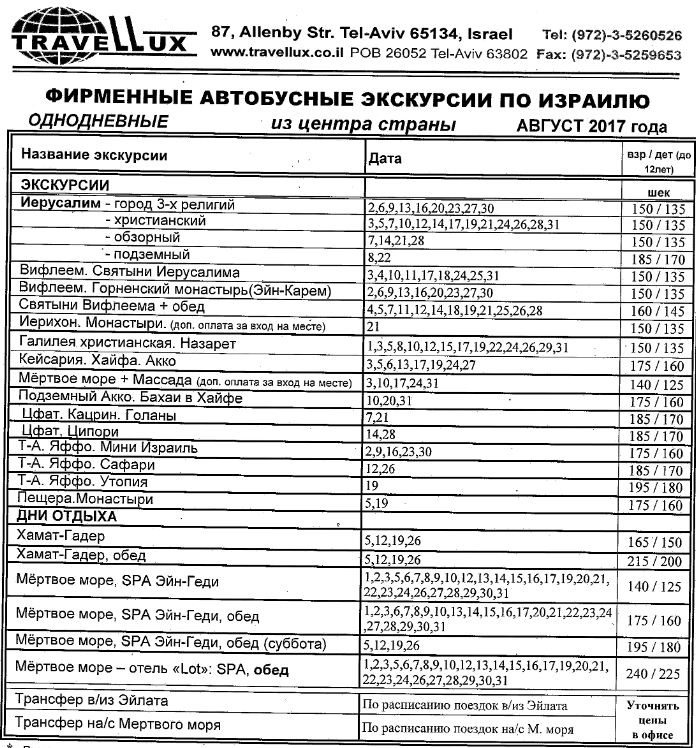 TRAVELLUX
87, Allenby Str. Tel-Aviv 65134, Israel Tel: (972)-3-5260526
www.travellux.co.il POB 26052 Tel-Aviv 63802 Fax: (972)-3-5259653
ФИРМЕННЫЕ АВТОБУСНЫЕ ЭКСКУРСИИ ПО ИЗРАИЛЮ
ОДНОДНЕВНЫЕ из центра страны АВГУСТ 2017 года
Название экскурсии Дата взр / дет (до 12лет)
ЭКСКУРСИИ шек
Иерусалим - город 3-х религий 2,6,9,13,16,20,23,27,30 150 / 135
- христианский 3,5,7,10,12,14,17,19,21,24,26,28,31 150 / 135
- обзорный 7,14,21,28 150 / 135
- подземный 8,22 185 / 170
Вифлеем. Святыни Иерусалима 3,4,10,11,17,18,24,25,31 150 / 135
Вифлеем. Горненский монастырь(Эйн-Карем) 2,6,9,13,16,20,23,27,30 150 / 135
Святыни Вифлеема + обед 4,5,7,11,12,14,18,19,21,25,26,28 160 / 145
Иерихон. Монастыри. (доп. оплата за вход на месте) 21 150 / 135
Галилея христианская. Назарет 1,3,5,8,10,12,15,17,19,22,24,26,29,31 150 / 135
Кейсария. Хайфа. Акко 3,5,6,13,17,19,24,27 175 / 160
Мёртвое море + Массада (доп. оплата за вход на месте) 3,10,17,24,31 140 / 125
Подземный Акко. Бахаи в Хайфе 10,20,31 175 / 160
Цфат. Кацрин. Голаны 7,21 185 / 170
Цфат. Ципори 14,28 185 / 170
Т-А. Яффо. Мини Израиль 2,9,16,23,30 175 / 160
Т-А. Яффо. Сафари 12,26 185 / 170
Т-А. Яффо. Утопия 19 195 / 180
Пещера.Монастыри 5,19 175 / 160
ДНИ ОТДЫХА
Хамат-Гадер 5,12,19,26 165 / 150
Хамат-Гадер, обед 5,12,19,26 215 / 200
Мёртвое море, SPA Эйн-Геди 1,2,3,5,6,7,8,9,10,12,13,14,15,16,17,19,20,21, 140 / 125
22,23,24,26,27,28,29,30,31
Мёртвое море, SPA Эйн-Геди, обед 1,2,3,6,7,8,9,10,13,14,15,16,17,20,21,22,23,24 175 / 160
,27,28,29,30,31
Мёртвое море, SPA Эйн-Геди, обед (суббота) 5,12,19,26 195 / 180
Мёртвое море – отель «Lot»: SPA, обед 1,2,3,5,6,7,8,9,10,12,13,14,15,16,17,19,20,21, 240 / 225
22,23,24,26,27,28,29,30,31
Трансфер в/из Эйлата По расписанию поездок в/из Эйлата Уточнять
цены
Трансфер на/с Мертвого моря По расписанию поездок на/с М. моря в офисе